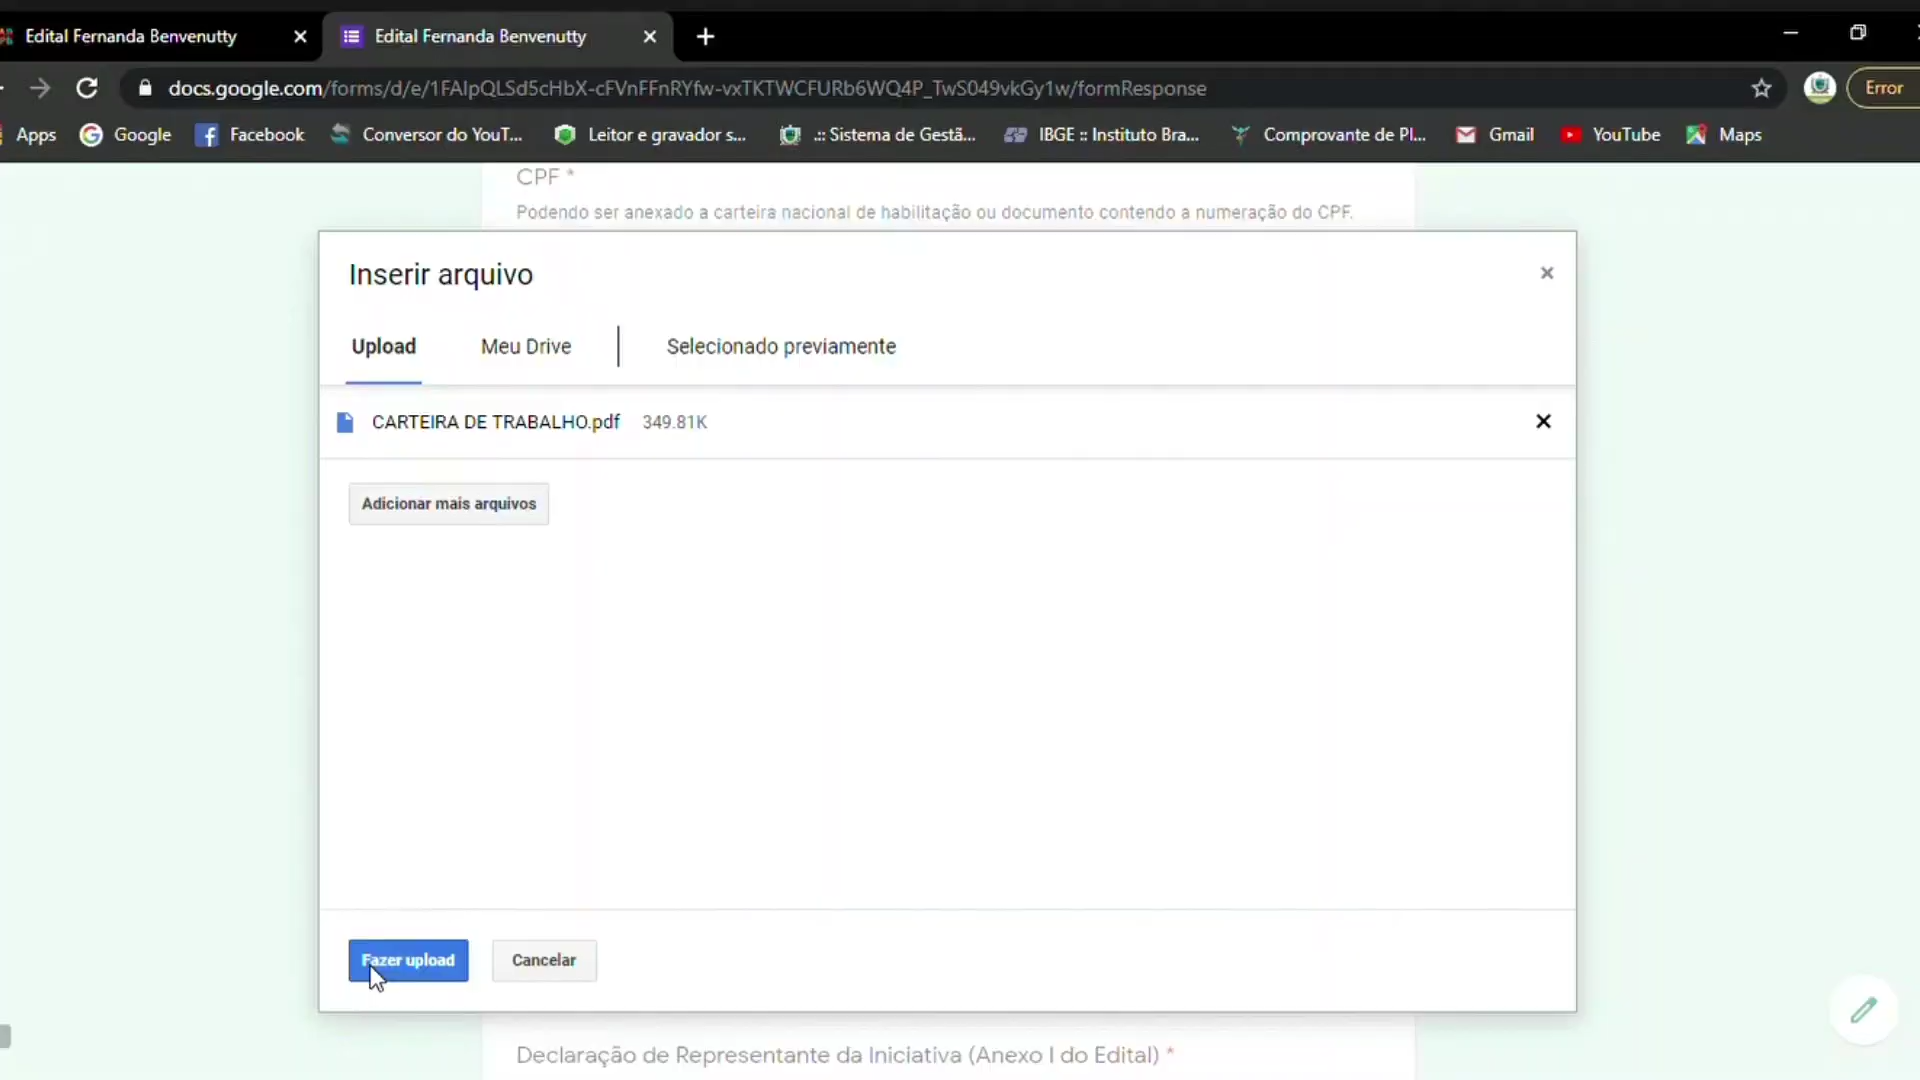 Edital Fernanda Benvenutty
Edital Fernanda Benvenutty
docs.google.com/forms/d/e/1FAIpQLSd5cHbX-cFVnFFnRYfw-vxTKTWCFURb6WQ4P_TwS049vkGy1w/formResponse
Error
Apps
Google
Facebook
Conversor do YouT...
Leitor e gravador s...
.:: Sistema de Gestã...
IBGE :: Instituto Bra...
Comprovante de Pl...
Gmail
YouTube
Maps
CPF *
Podendo ser anexado a carteira nacional de habilitação ou documento contendo a numeração do CPF.
Inserir arquivo
Upload
Meu Drive
Selecionado previamente
CARTEIRA DE TRABALHO.pdf 349.81K
Adicionar mais arquivos
Fazer upload
Cancelar
Declaração de Representante da Iniciativa (Anexo I do Edital) *